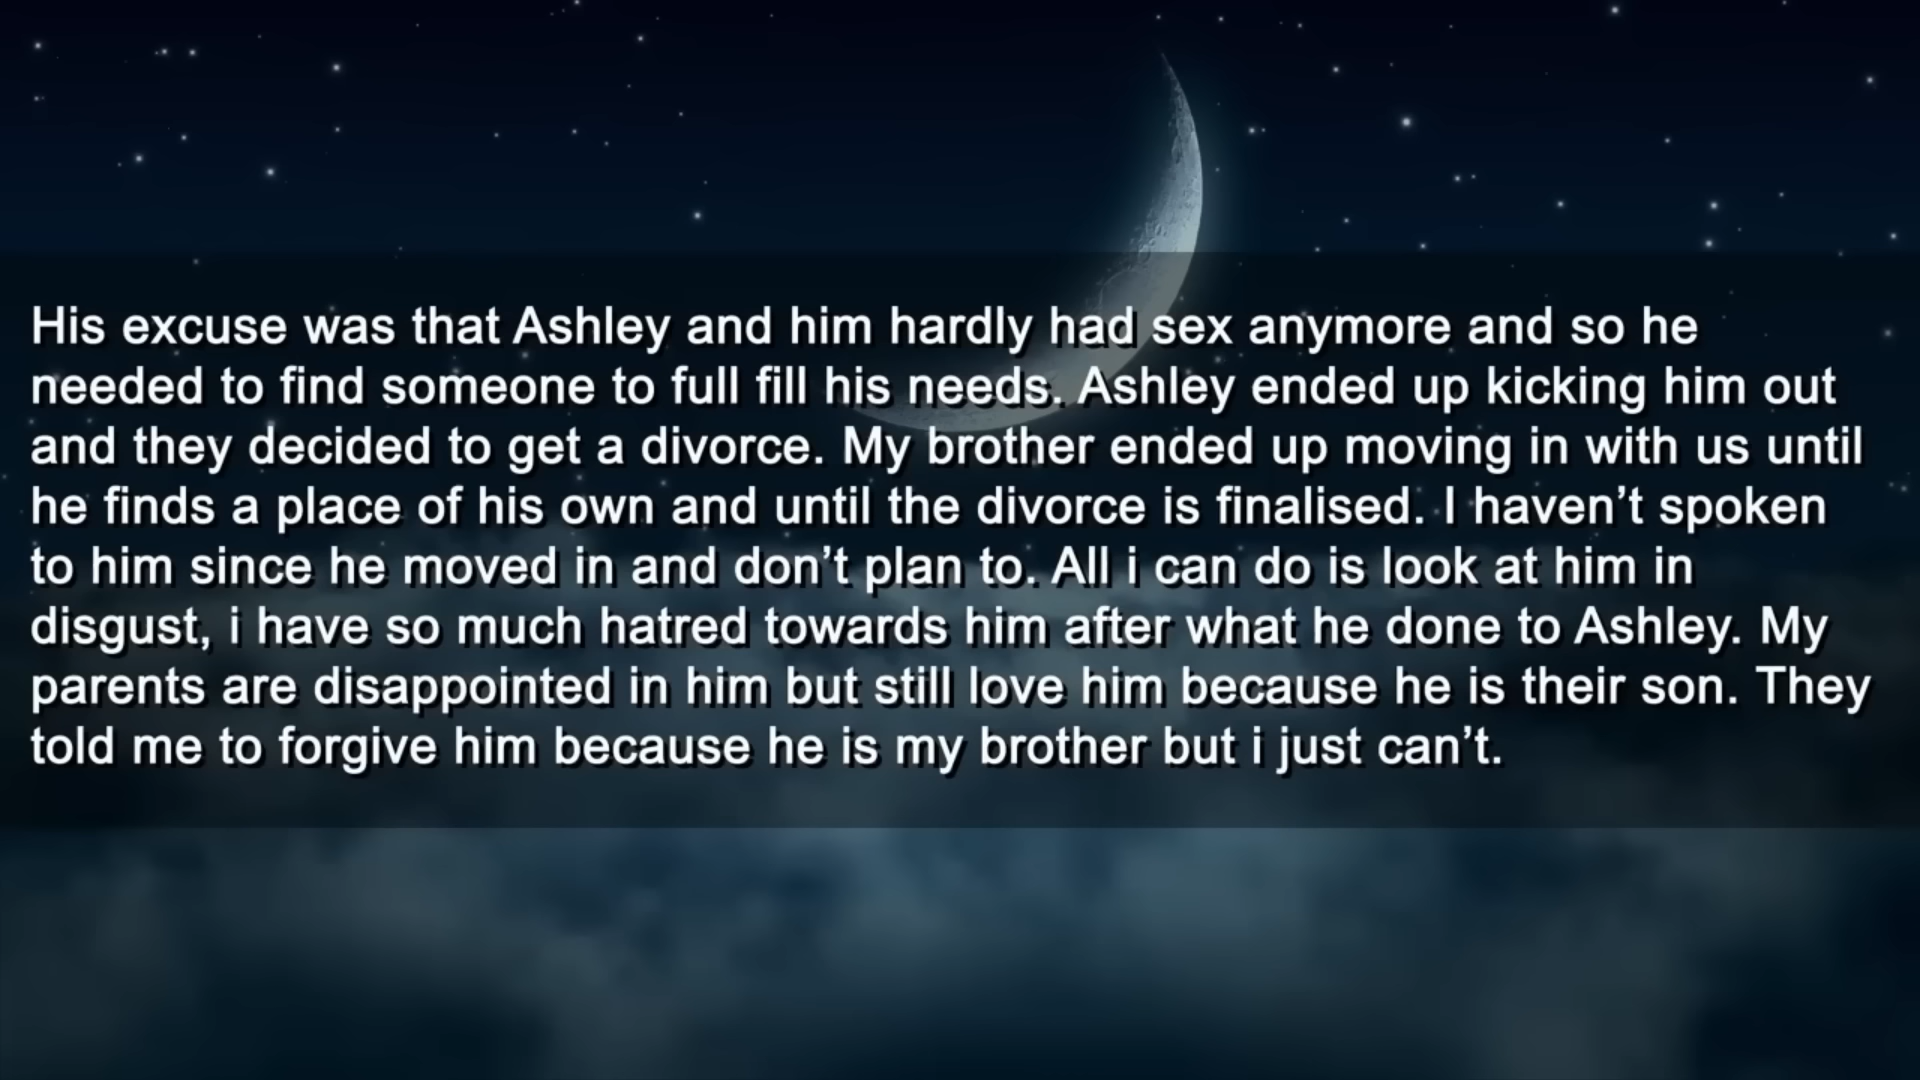 His excuse was that Ashley and him hardly had sex anymore and so he
needed to find someone to full fill his needs. Ashley ended up kicking him out
and they decided to get a divorce. My brother ended up moving in with us until
he finds a place of his own and until the divorce is finalised. I haven’t spoken
to him since he moved in and don’t plan to. All i can do is look at him in
disgust, i have so much hatred towards him after what he done to Ashley. My
parents are disappointed in him but still love him because he is their son. They
told me to forgive him because he is my brother but i just can’t.